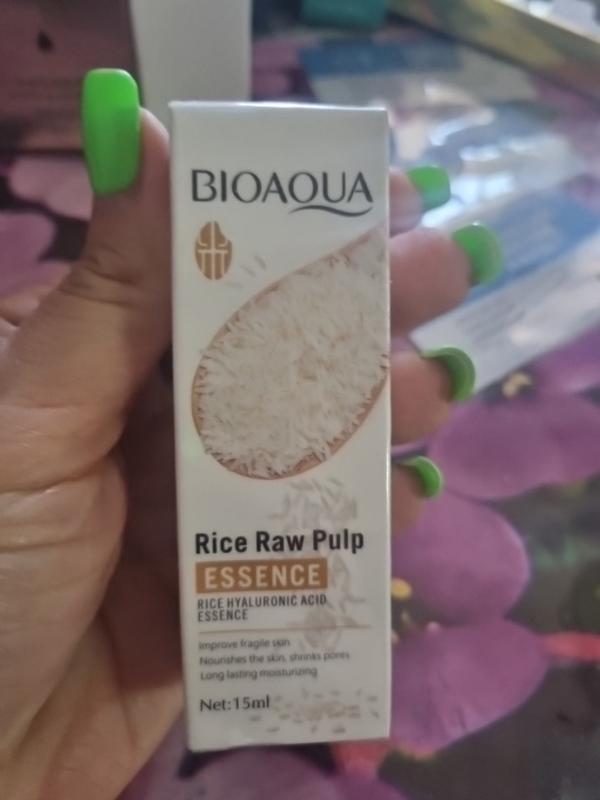 BIOAQUA
Rice Raw Pulp
ESSENCE
RICE HYALURONIC ACID
ESSENCE
Improve fragile skin
Nourishes the skin, shrinks pores
Long lasting moisturizing
Net:15ml